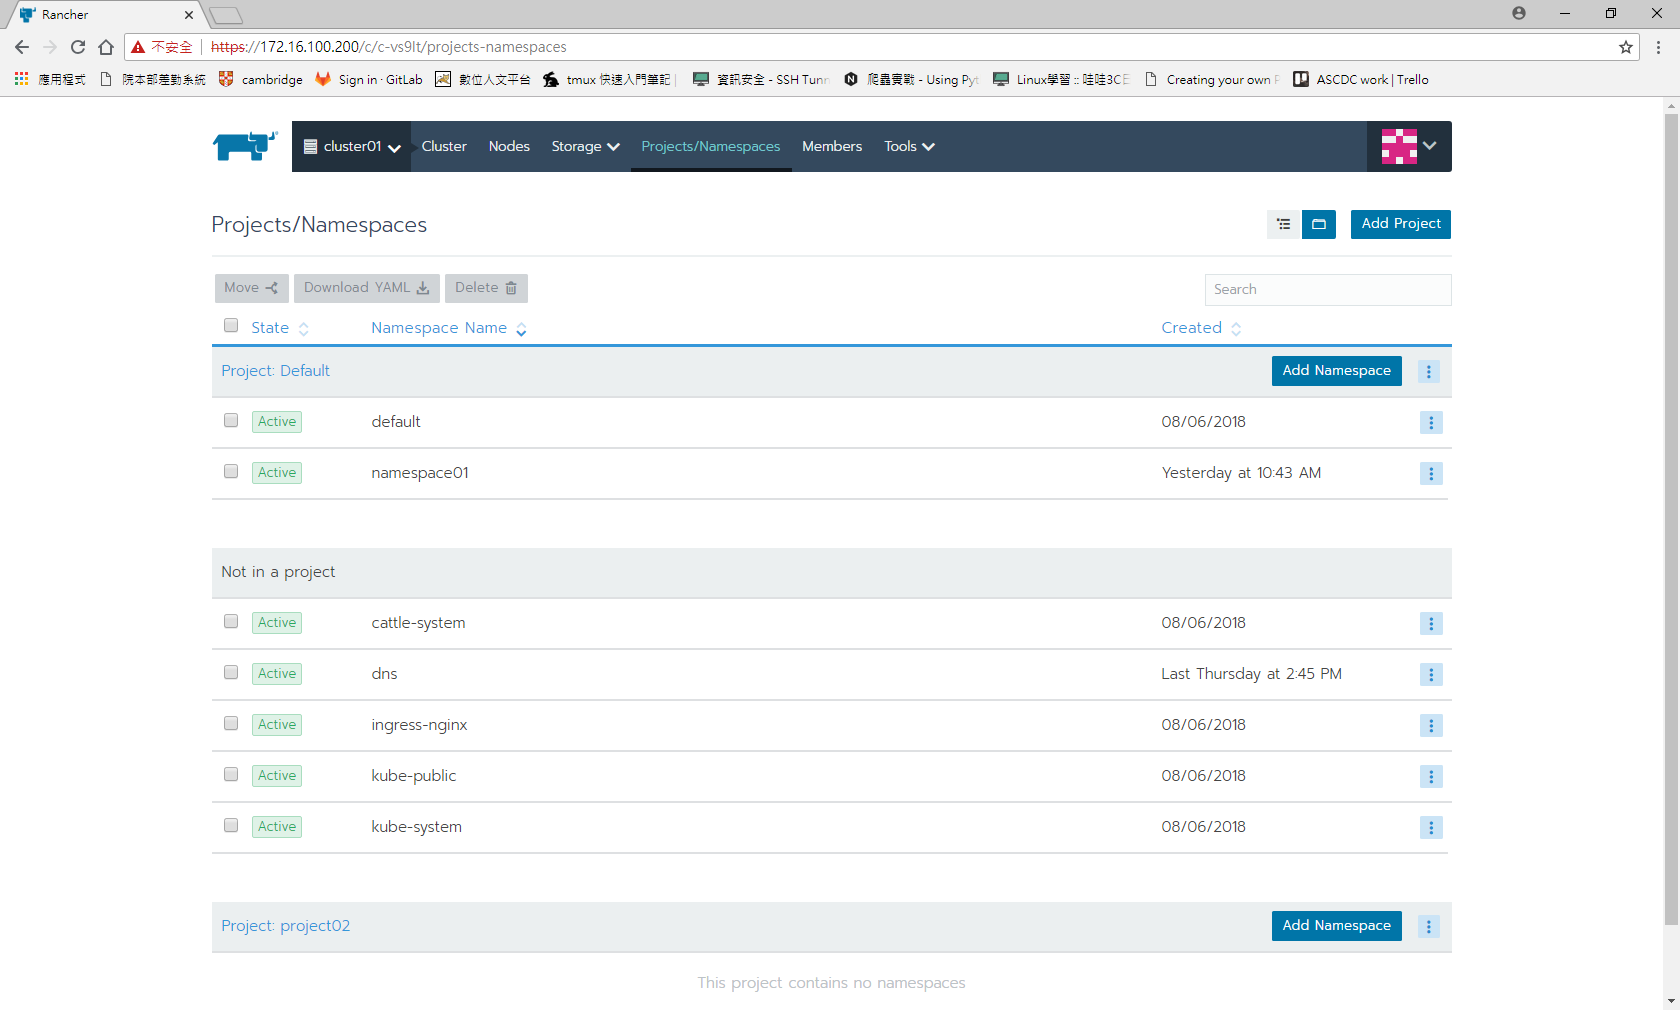 Rancher
不安全 https://172.16.100.200/c/c-vs9lt/projects-namespaces
應用程式 院本部差勤系統 cambridge Sign in · GitLab 數位人文平台 tmux 快速入門筆記 | 資訊安全 - SSH Tunn 爬蟲實戰 - Using Pyt Linux學習 :: 哇哇3CE Creating your own P ASCDC work | Trello
cluster01 Cluster Nodes Storage Projects/Namespaces Members Tools
Projects/Namespaces Add Project
Move Download YAML Delete Search
State Namespace Name Created
Project: Default Add Namespace
Active default 08/06/2018
Active namespace01 Yesterday at 10:43 AM
Not in a project
Active cattle-system 08/06/2018
Active dns Last Thursday at 2:45 PM
Active ingress-nginx 08/06/2018
Active kube-public 08/06/2018
Active kube-system 08/06/2018
Project: project02 Add Namespace
This project contains no namespaces